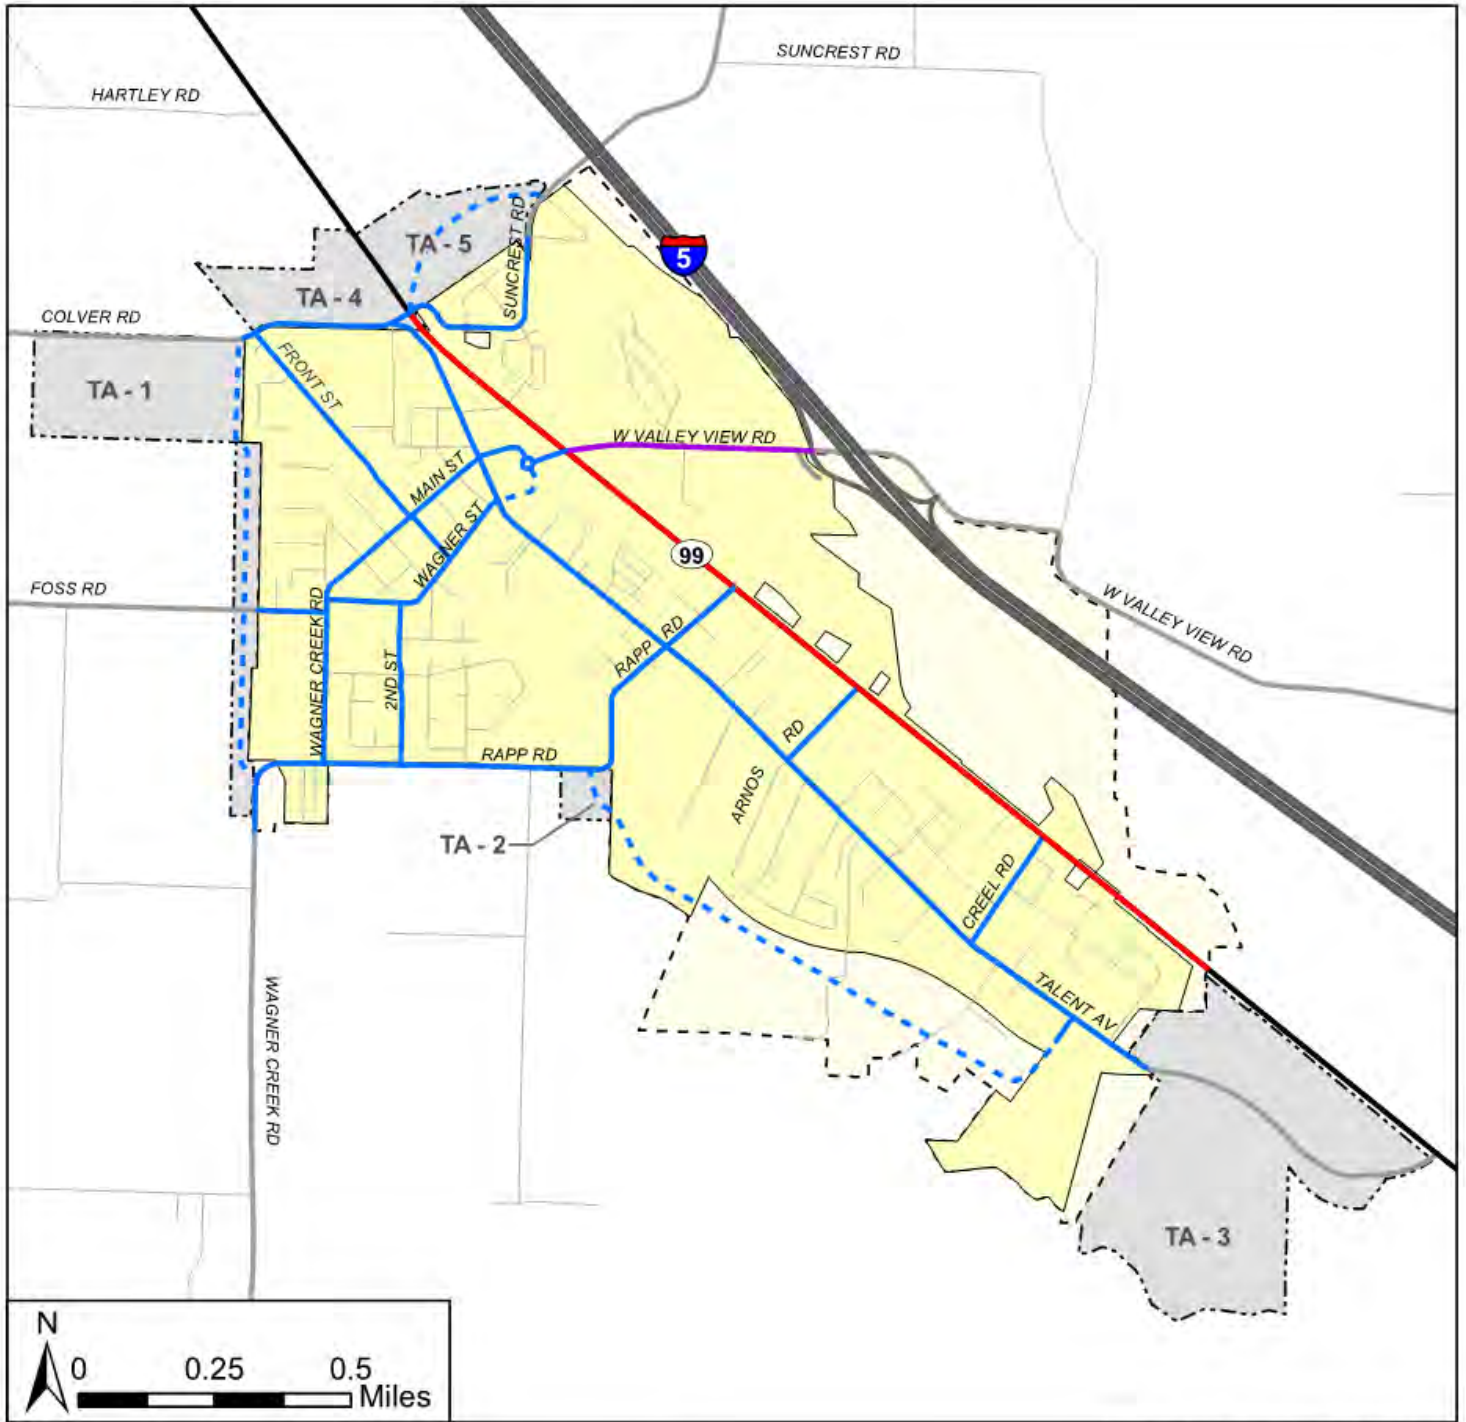 SUNCREST RD
HARTLEY RD
SUNCREST RD
TA - 5
5
TA - 4
COLVER RD
FRONT ST
TA - 1
W VALLEY VIEW RD
MAIN ST
WAGNER ST
99
FOSS RD
W VALLEY VIEW RD
WAGNER CREEK RD
2ND ST
RAPP RD
RAPP RD
ARNOS RD
TA - 2
CREEL RD
TALENT AV
WAGNER CREEK RD
TA - 3
N
0 0.25 0.5
Miles